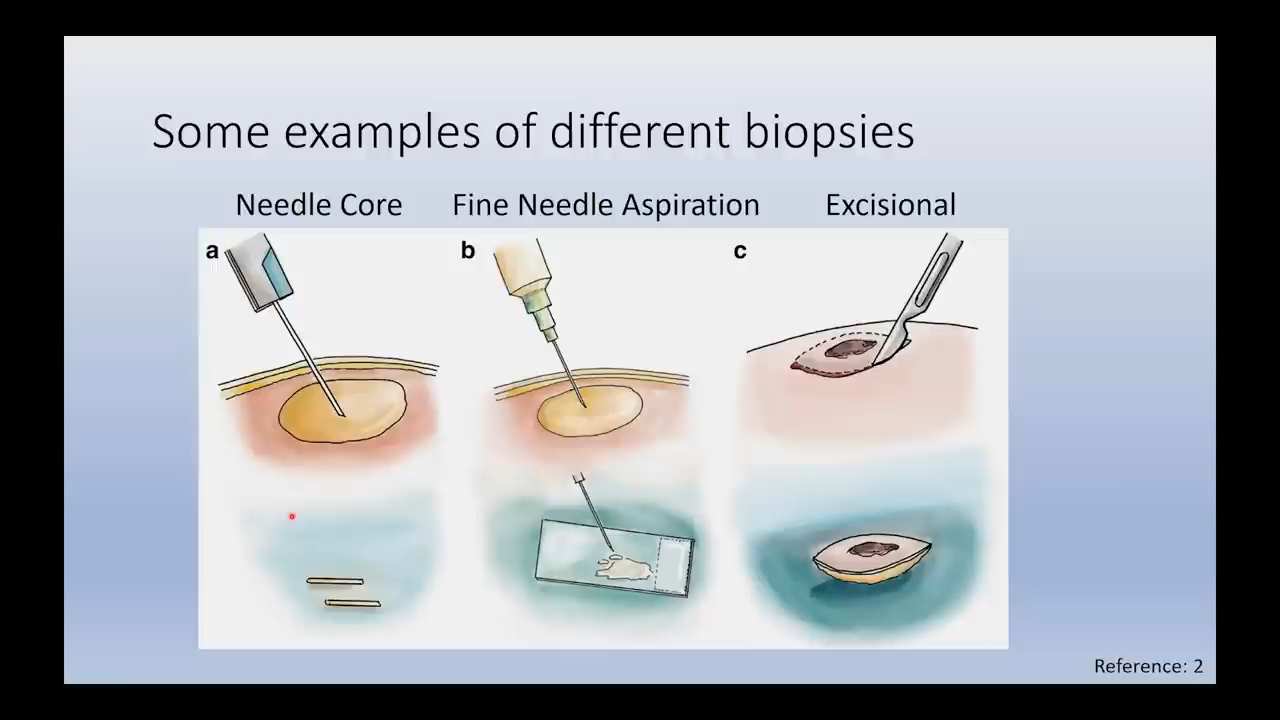 Some examples of different biopsies
Needle Core
Fine Needle Aspiration
Excisional
a
b
c
Reference: 2